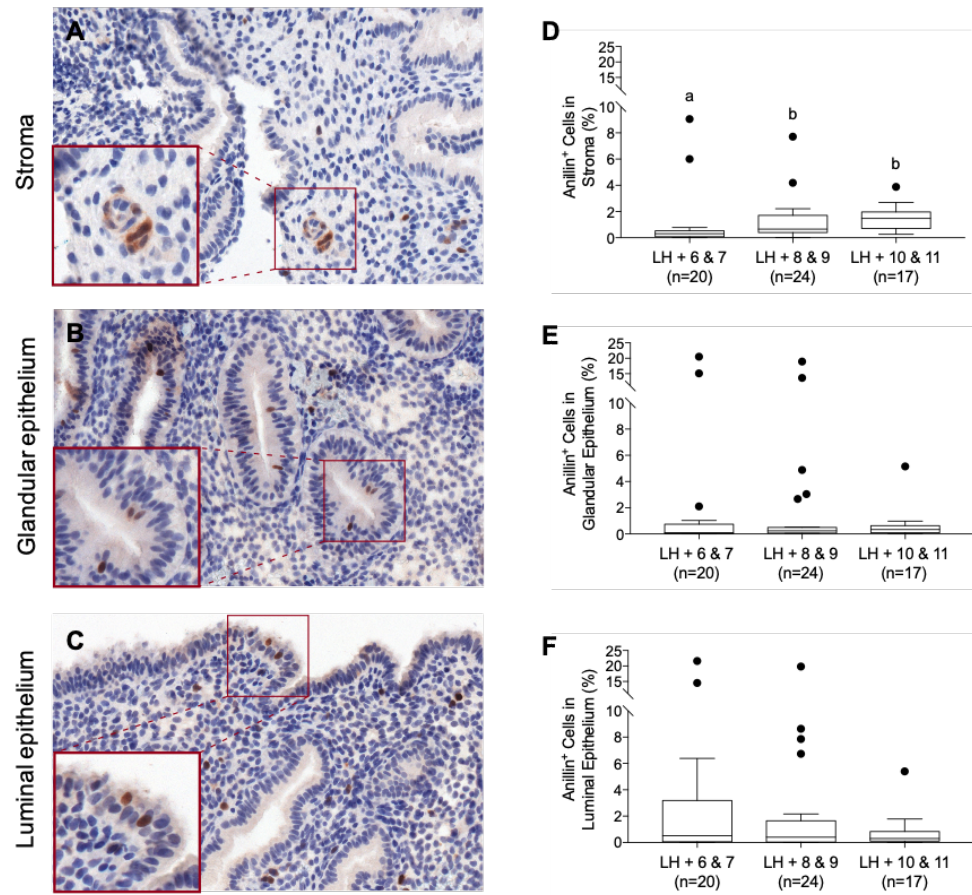 A
Stroma
B
Glandular epithelium
C
Luminal epithelium
D
Anillin⁺ Cells in
Stroma (%)
25
20
15
10
8
6
4
2
0
a
b
b
LH + 6 & 7
(n=20)
LH + 8 & 9
(n=24)
LH + 10 & 11
(n=17)
E
Anillin⁺ Cells in
Glandular Epithelium (%)
25
20
15
10
8
6
4
2
0
LH + 6 & 7
(n=20)
LH + 8 & 9
(n=24)
LH + 10 & 11
(n=17)
F
Anillin⁺ Cells in
Luminal Epithelium (%)
25
20
15
10
8
6
4
2
0
LH + 6 & 7
(n=20)
LH + 8 & 9
(n=24)
LH + 10 & 11
(n=17)